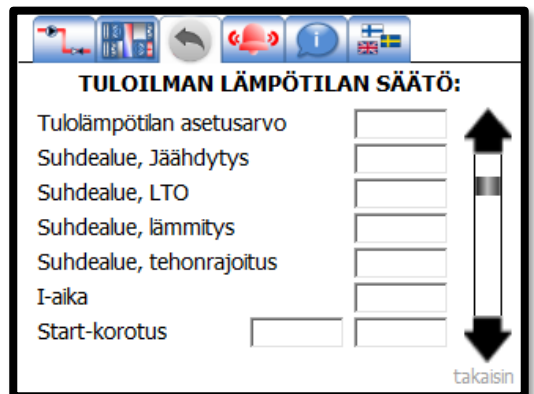 TULOILMAN LÄMPÖTILAN SÄÄTÖ:
Tulolämpötilan asetusarvo
Suhdealue, Jäähdytys
Suhdealue, LTO
Suhdealue, lämmitys
Suhdealue, tehonrajoitus
I-aika
Start-korotus
takaisin